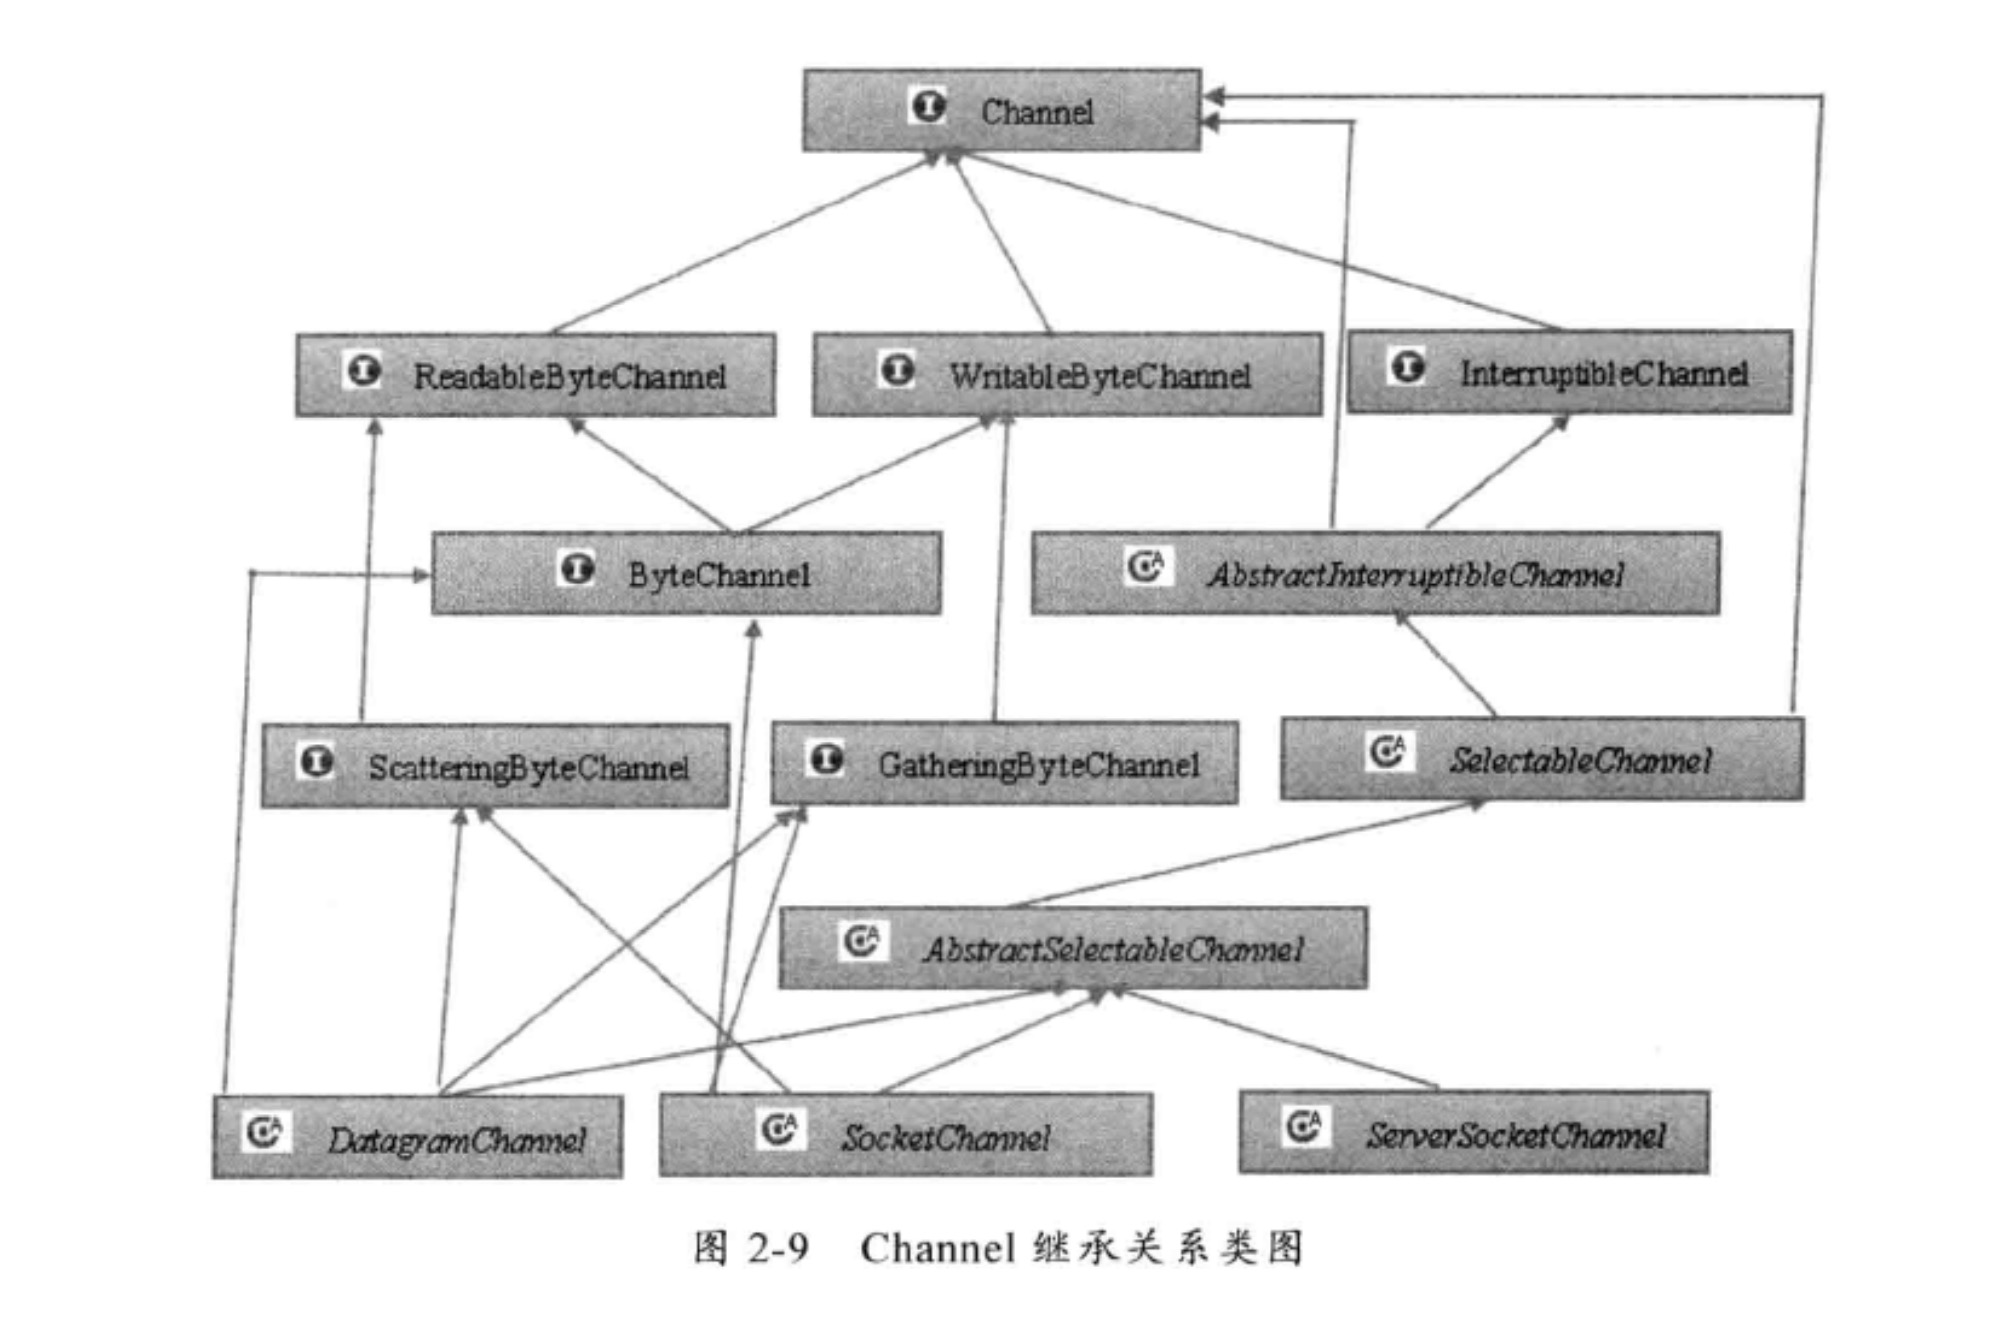 Channel
ReadableByteChannel
WritableByteChannel
InterruptibleChannel
ByteChannel
AbstractInterruptibleChannel
ScatteringByteChannel
GatheringByteChannel
SelectableChannel
AbstractSelectableChannel
DatagramChannel
SocketChannel
ServerSocketChannel
图 2-9 Channel 继承关系类图